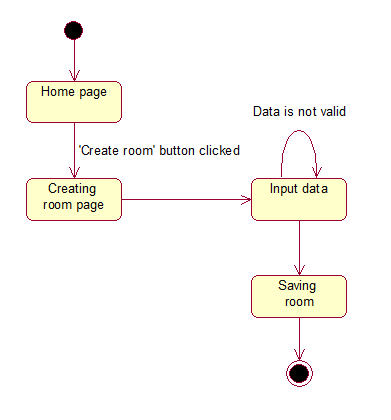 Home page
Data is not valid
'Create room' button clicked
Creating
room page
Input data
Saving
room